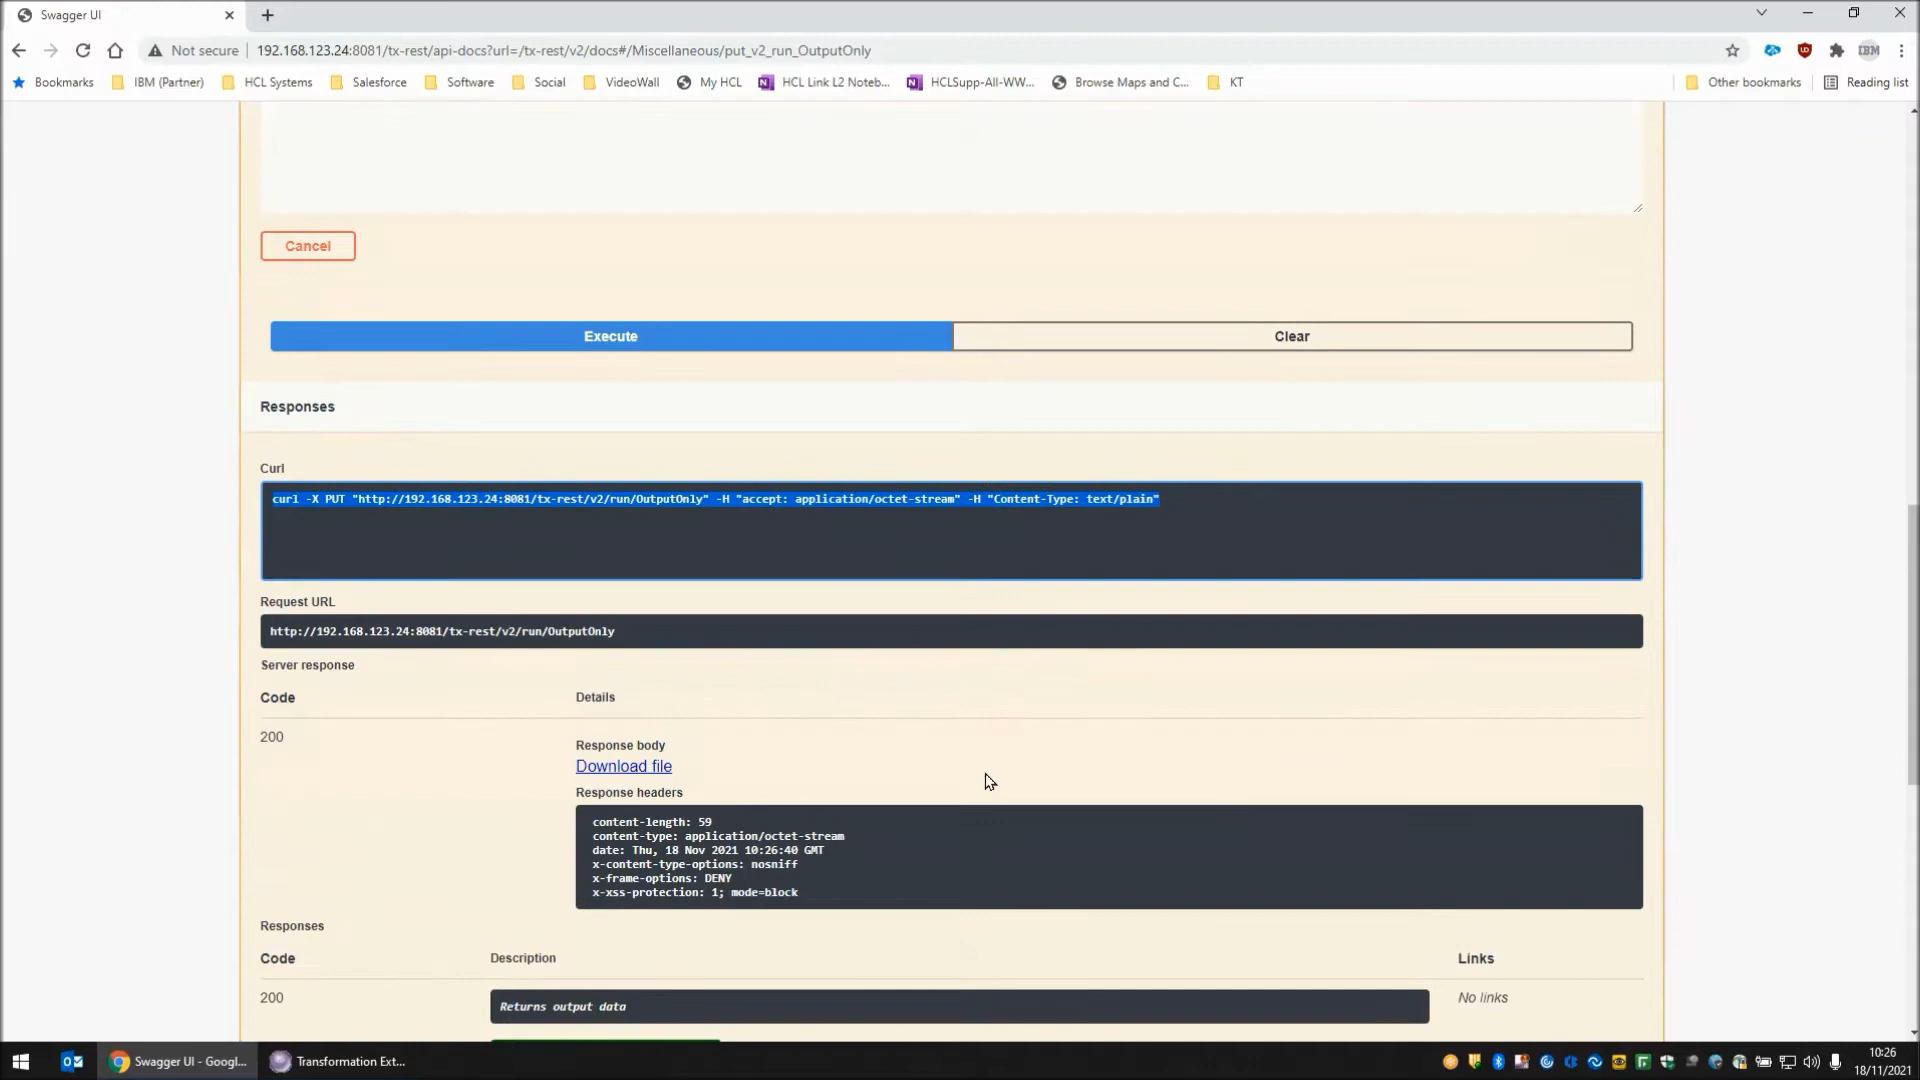 Swagger UI
Not secure
192.168.123.24:8081/tx-rest/api-docs?url=/tx-rest/v2/docs#/Miscellaneous/put_v2_run_OutputOnly
IBM
Bookmarks
IBM (Partner)
HCL Systems
Salesforce
Software
Social
VideoWall
My HCL
HCL Link L2 Noteb...
HCLSupp-All-WW...
Browse Maps and C...
KT
Other bookmarks
Reading list
Cancel
Execute
Clear
Responses
Curl
curl -X PUT "http://192.168.123.24:8081/tx-rest/v2/run/OutputOnly" -H "accept: application/octet-stream" -H "Content-Type: text/plain"
Request URL
http://192.168.123.24:8081/tx-rest/v2/run/OutputOnly
Server response
Code
Details
200
Response body
Download file
Response headers
content-length: 59
content-type: application/octet-stream
date: Thu, 18 Nov 2021 10:26:40 GMT
x-content-type-options: nosniff
x-frame-options: DENY
x-xss-protection: 1; mode=block
Responses
Code
Description
Links
200
Returns output data
No links
Swagger UI - Googl...
Transformation Ext...
10:26
18/11/2021